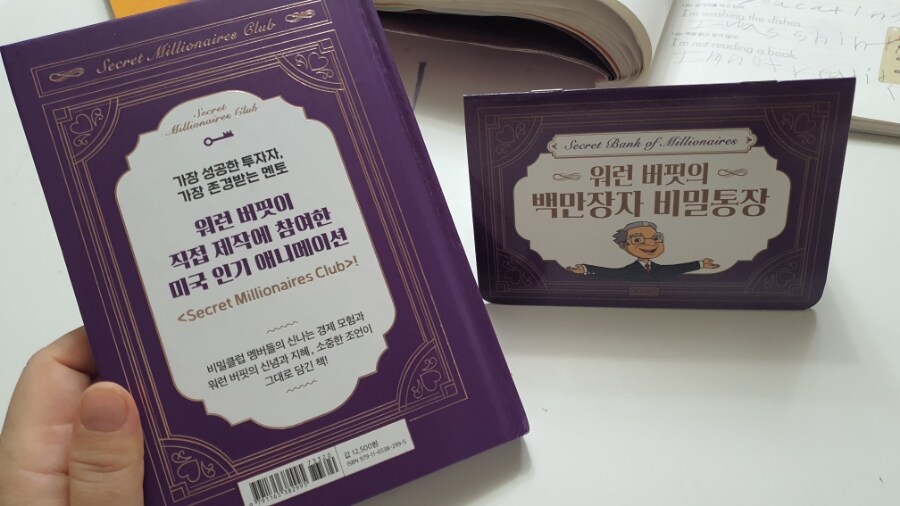 Secret Millionaires Club
Secret
Millionaires Club
가장 성공한 투자자,
가장 존경받는 멘토
워런 버핏이
직접 제작에 참여한
미국 인기 애니메이션
<Secret Millionaires Club>!
비밀클럽 멤버들의 신나는 경제 모험과
워런 버핏의 신념과 지혜, 소중한 조언이
그대로 담긴 책!
값 12,500원
Secret Bank of Millionaires
워런 버핏의
백만장자 비밀통장
I'm washing the dishes.
I'm not reading a book.